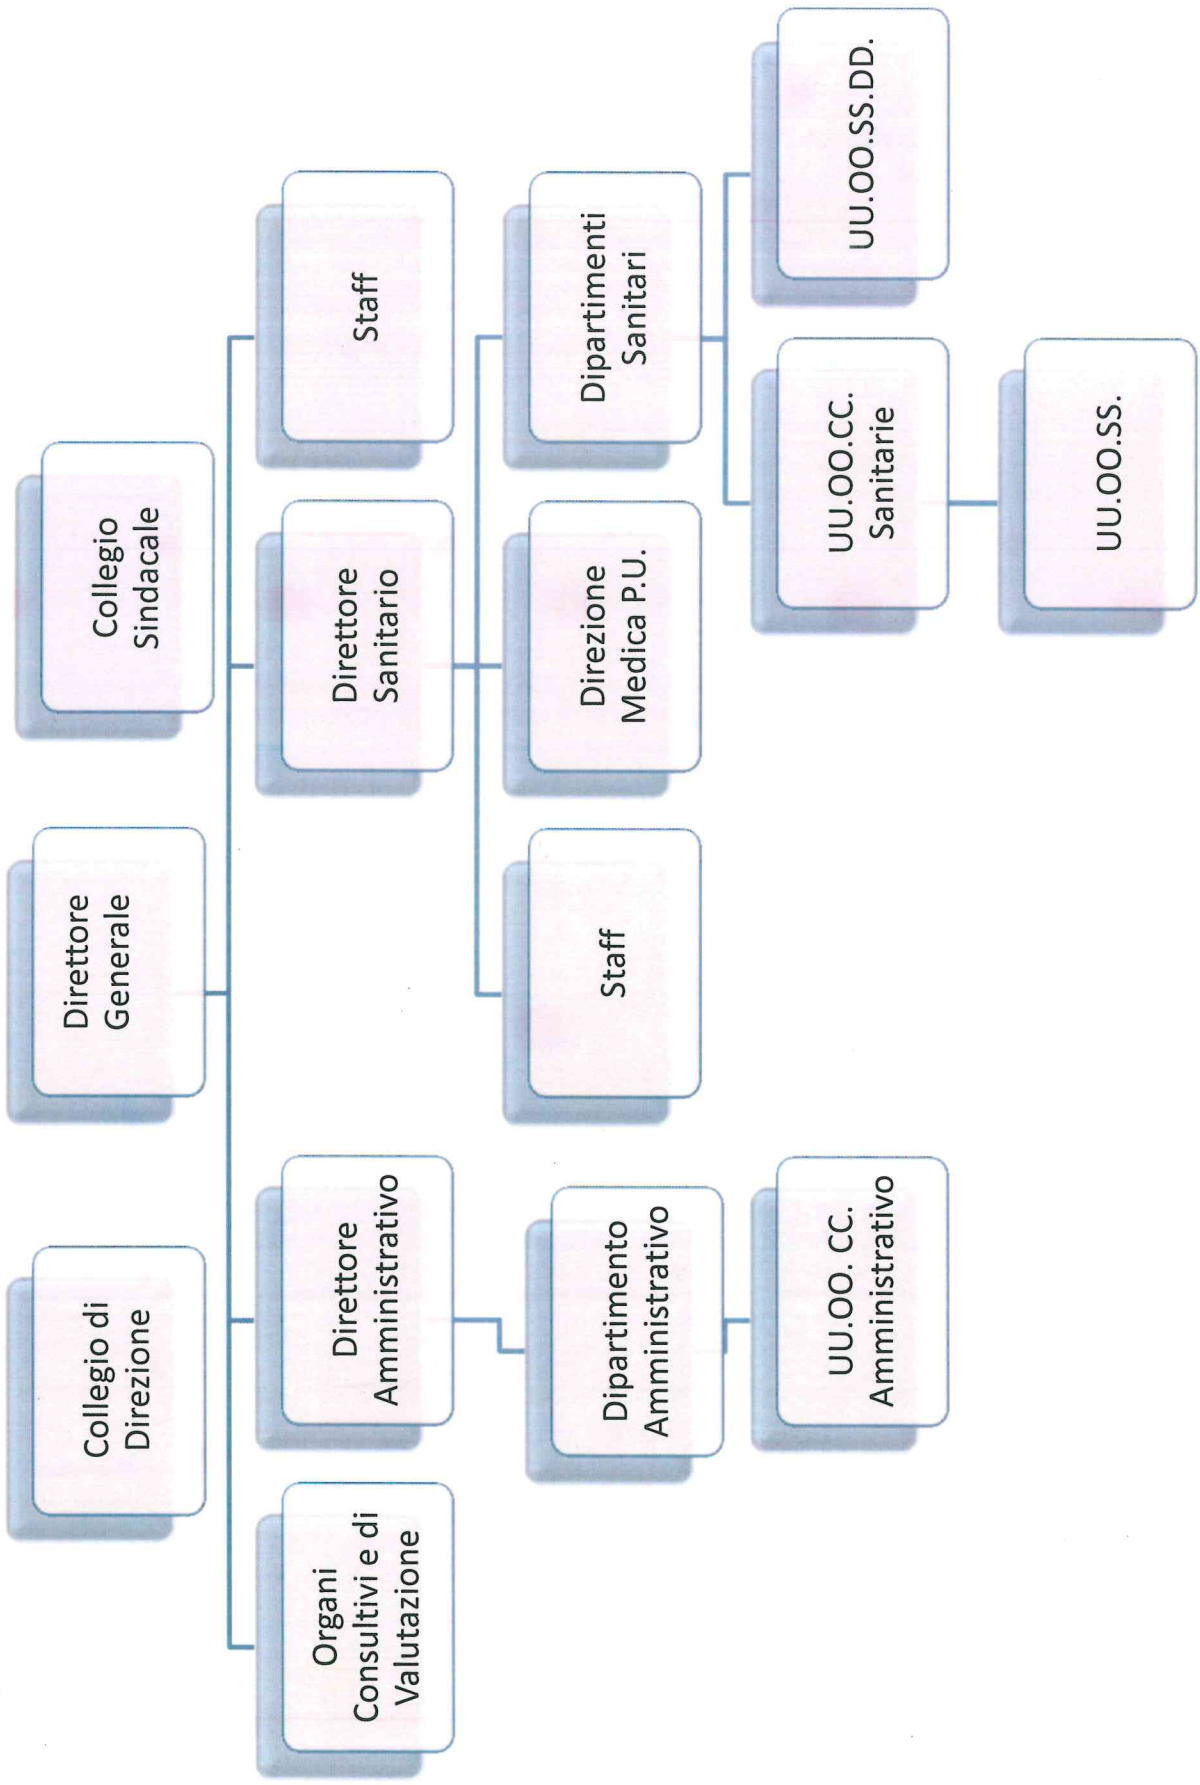 Collegio di
Direzione
Direttore
Generale
Collegio
Sindacale
Organi
Consultivi e di
Valutazione
Direttore
Amministrativo
Direttore
Sanitario
Staff
Dipartimento
Amministrativo
Staff
Direzione
Medica P.U.
Dipartimenti
Sanitari
UU.OO. CC.
Amministrativo
UU.OO.CC.
Sanitarie
UU.OO.SS.DD.
UU.OO.SS.